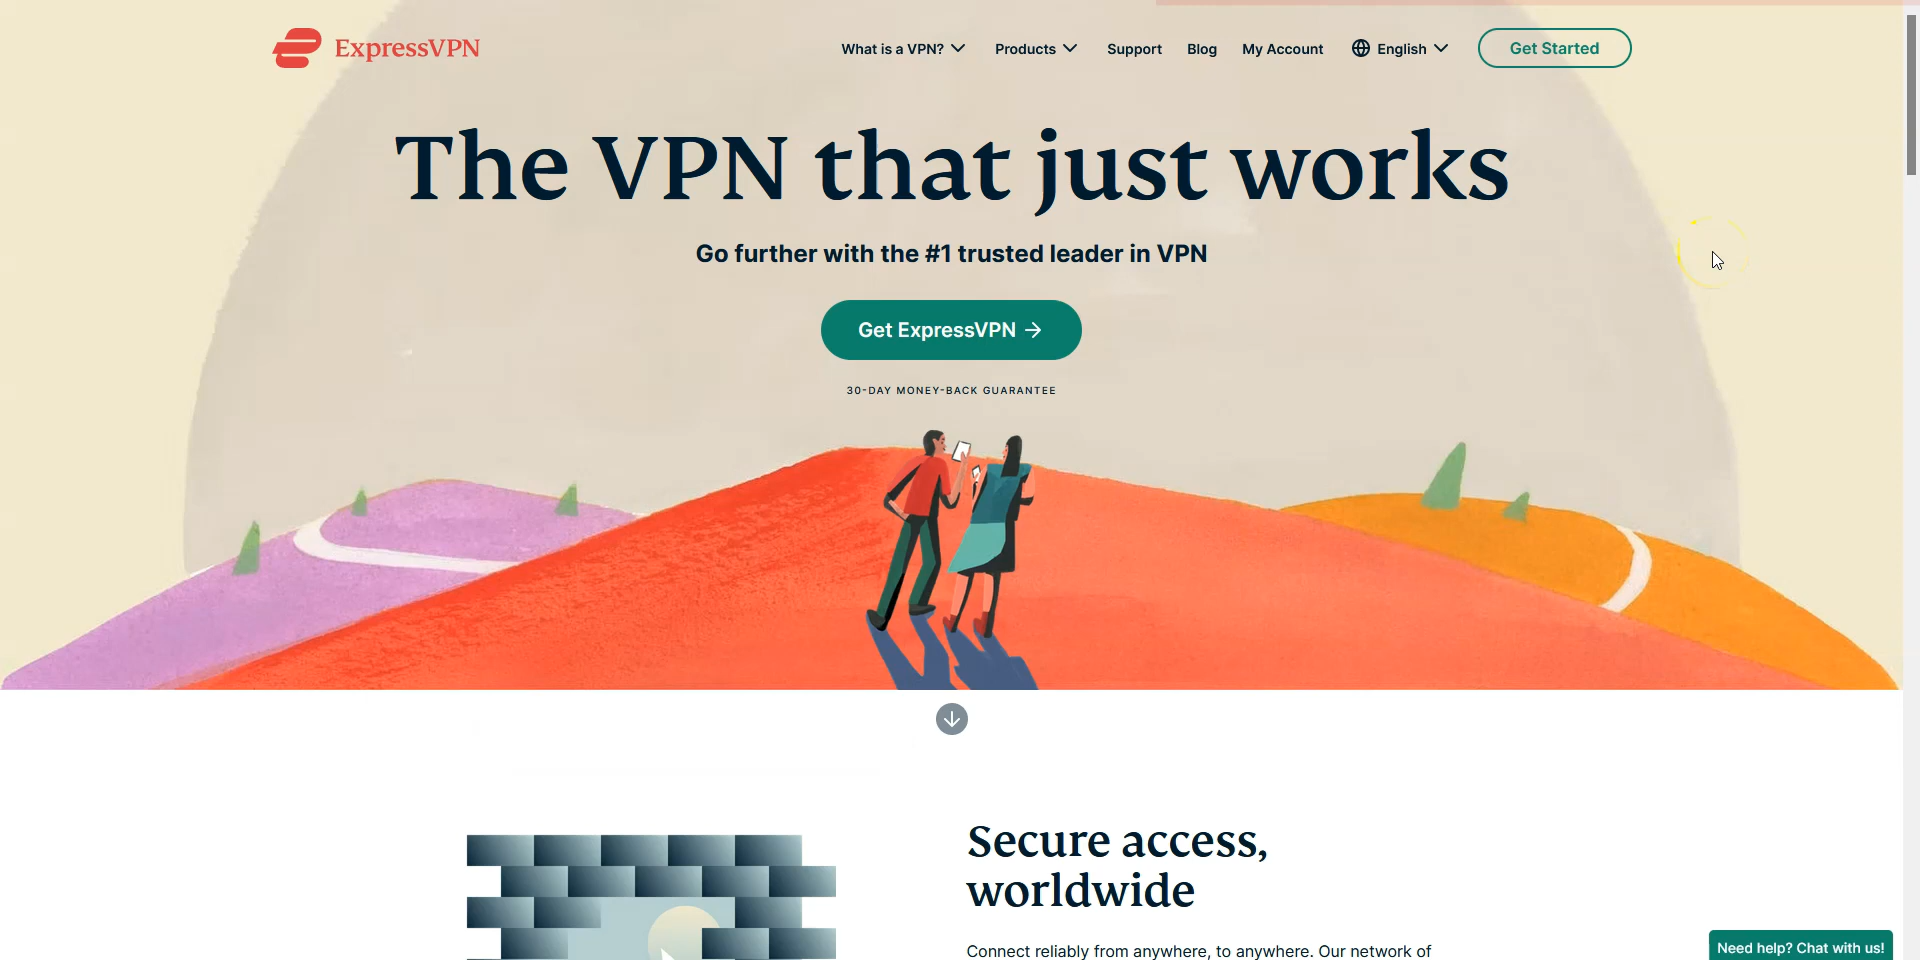 ExpressVPN
What is a VPN?
Products
Support
Blog
My Account
English
Get Started
The VPN that just works
Go further with the #1 trusted leader in VPN
Get ExpressVPN
30-DAY MONEY-BACK GUARANTEE
Secure access,
worldwide
Connect reliably from anywhere, to anywhere. Our network of
Need help? Chat with us!